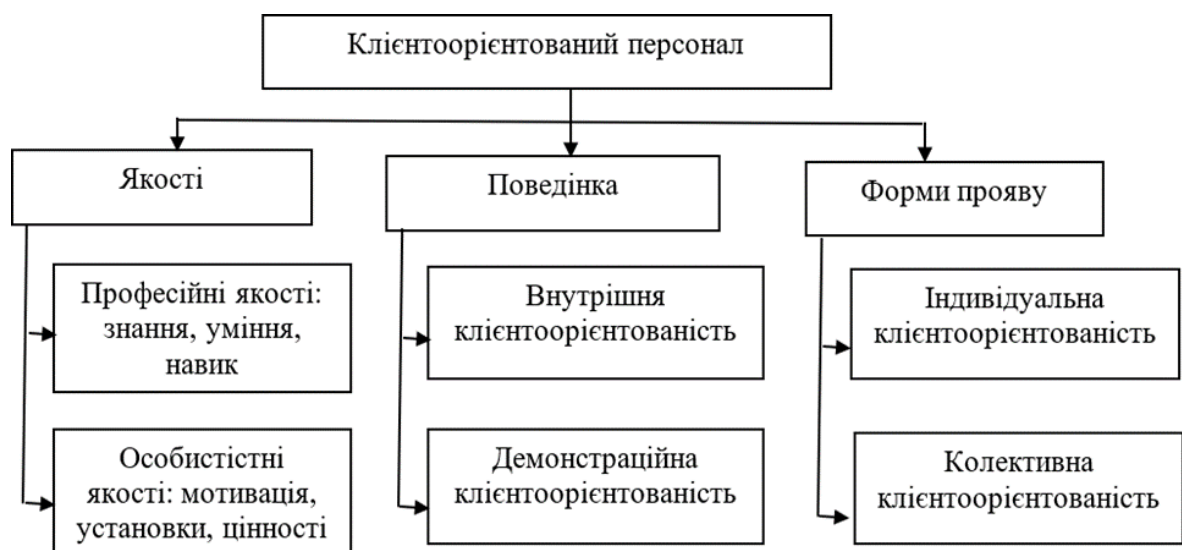 Клієнтоорієнтований персонал
Якості
Поведінка
Форми прояву
Професійні якості:
знання, уміння,
навик
Внутрішня
клієнтоорієнтованість
Індивідуальна
клієнтоорієнтованість
Особистістні
якості: мотивація,
установки, цінності
Демонстраційна
клієнтоорієнтованість
Колективна
клієнтоорієнтованість